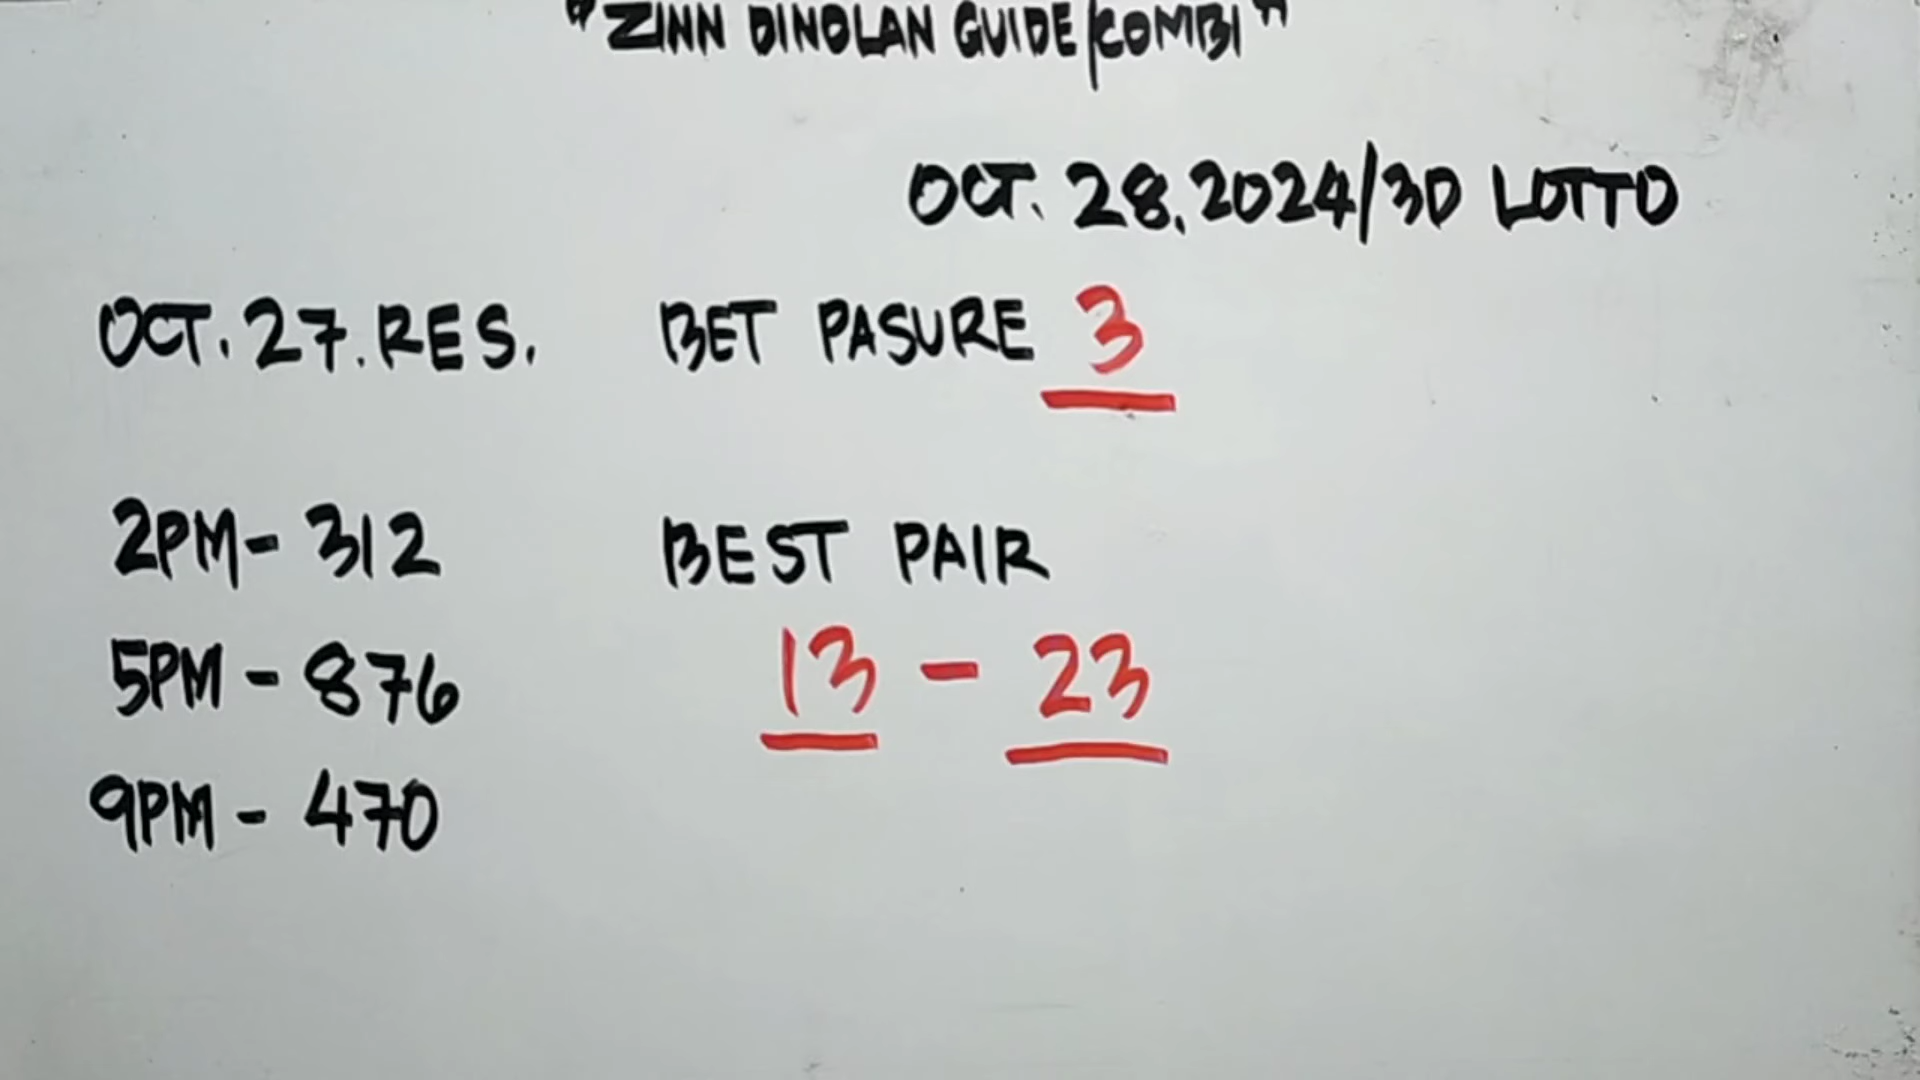 "ZINN DINOLAN GUIDE/COMBI"
OCT. 28, 2024/3D LOTTO
OCT. 27. RES.
BET PASURE 3
2PM - 312
5PM - 876
9PM - 470
BEST PAIR
13 - 23